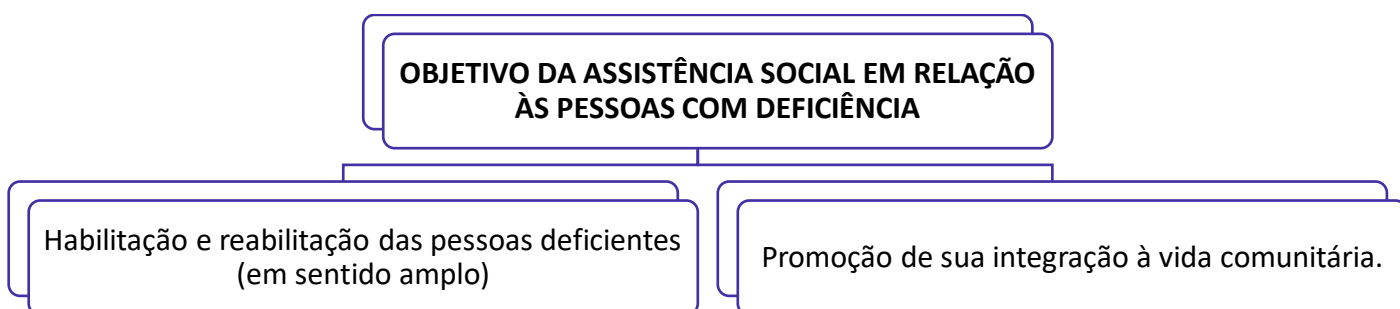 OBJETIVO DA ASSISTÊNCIA SOCIAL EM RELAÇÃO
ÀS PESSOAS COM DEFICIÊNCIA
Habilitação e reabilitação das pessoas deficientes
(em sentido amplo)
Promoção de sua integração à vida comunitária.